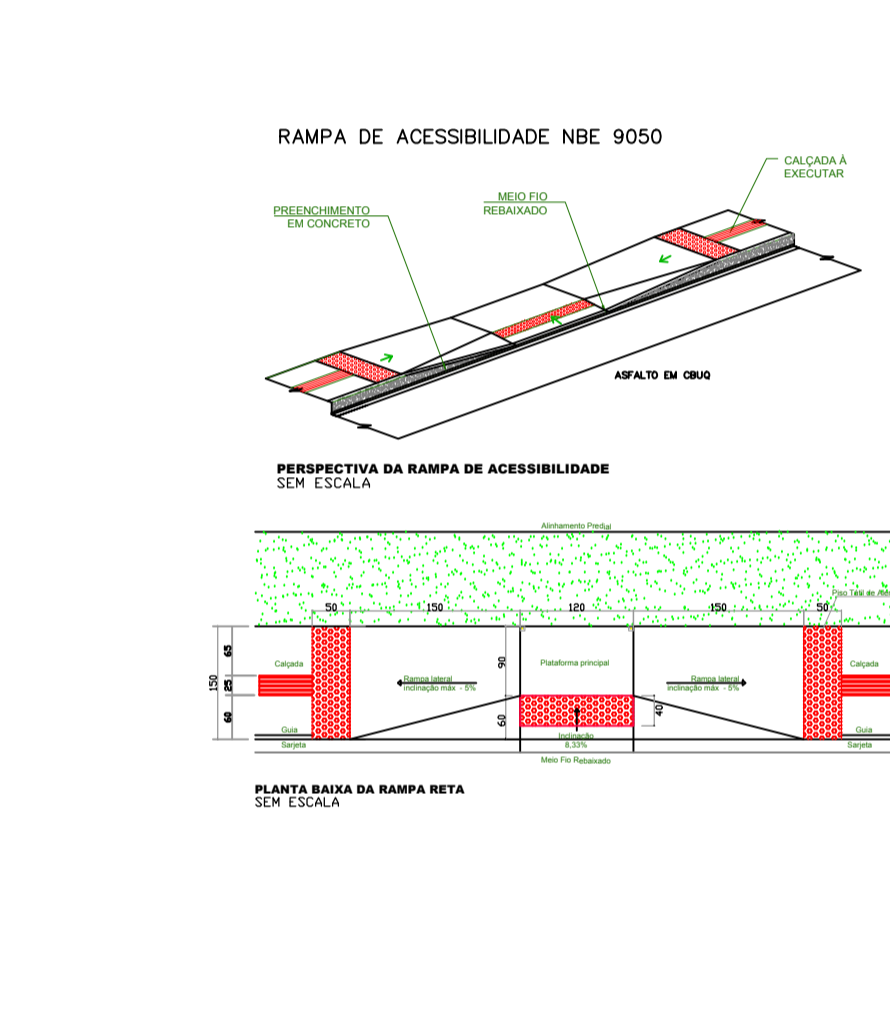 RAMPA DE ACESSIBILIDADE NBE 9050
CALÇADA À
EXECUTAR
MEIO FIO
REBAIXADO
PREENCHIMENTO
EM CONCRETO
ASFALTO EM CBUQ
PERSPECTIVA DA RAMPA DE ACESSIBILIDADE
SEM ESCALA
Alinhamento Predial
Piso Tátil de
50
150
120
150
50
65
150
25
60
90
60
40
Calçada
Plataforma principal
Calçada
Rampa lateral
inclinação máx - 5%
Rampa lateral
inclinação máx - 5%
Guia
Inclinação
8,33%
Guia
Sarjeta
Sarjeta
Meio Fio Rebaixado
PLANTA BAIXA DA RAMPA RETA
SEM ESCALA